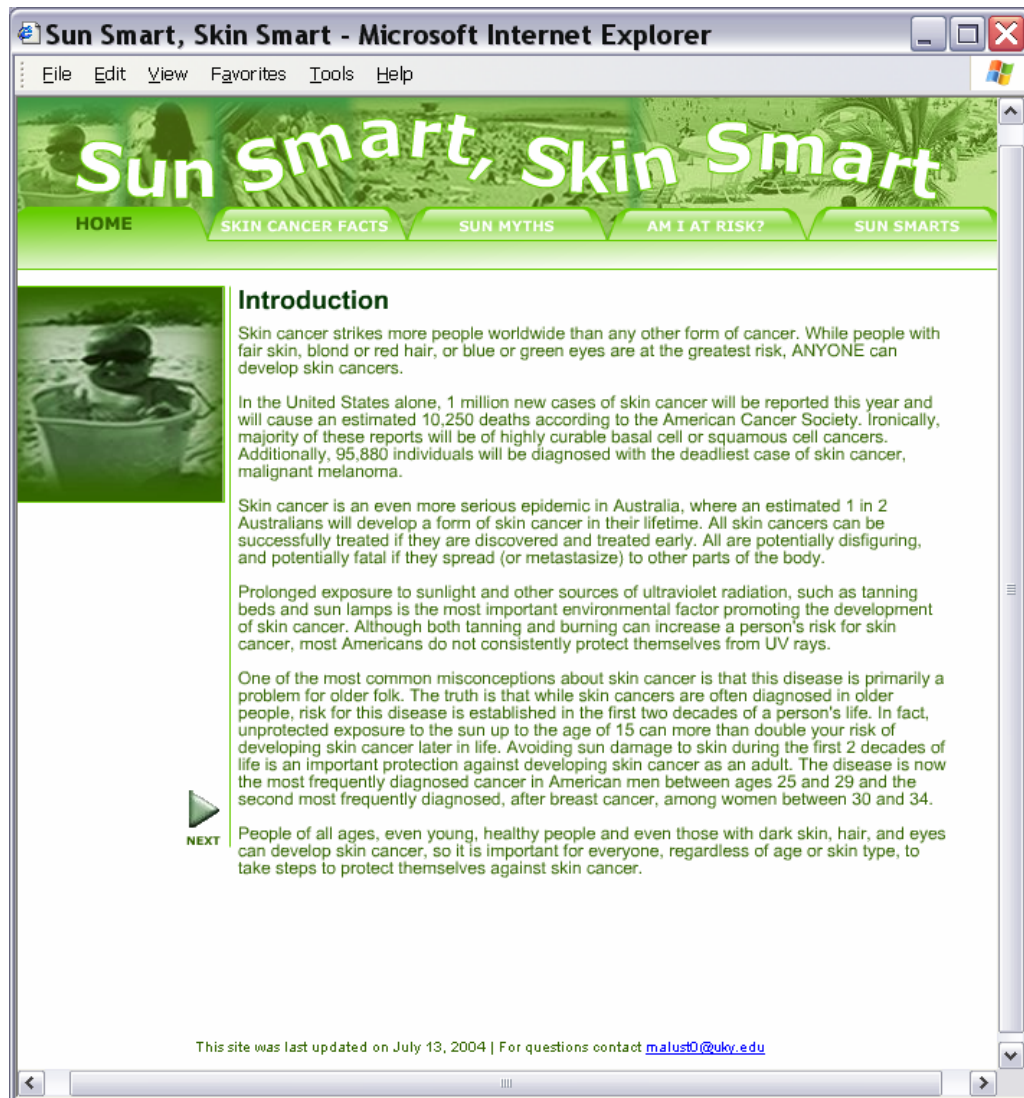 Sun Smart, Skin Smart - Microsoft Internet Explorer
File Edit View Favorites Tools Help
Sun Smart, Skin Smart
HOME SKIN CANCER FACTS SUN MYTHS AM I AT RISK? SUN SMARTS
Introduction
Skin cancer strikes more people worldwide than any other form of cancer. While people with
fair skin, blond or red hair, or blue or green eyes are at the greatest risk, ANYONE can
develop skin cancers.
In the United States alone, 1 million new cases of skin cancer will be reported this year and
will cause an estimated 10,250 deaths according to the American Cancer Society. Ironically,
majority of these reports will be of highly curable basal cell or squamous cell cancers.
Additionally, 95,880 individuals will be diagnosed with the deadliest case of skin cancer,
malignant melanoma.
Skin cancer is an even more serious epidemic in Australia, where an estimated 1 in 2
Australians will develop a form of skin cancer in their lifetime. All skin cancers can be
successfully treated if they are discovered and treated early. All are potentially disfiguring,
and potentially fatal if they spread (or metastasize) to other parts of the body.
Prolonged exposure to sunlight and other sources of ultraviolet radiation, such as tanning
beds and sun lamps is the most important environmental factor promoting the development
of skin cancer. Although both tanning and burning can increase a person's risk for skin
cancer, most Americans do not consistently protect themselves from UV rays.
One of the most common misconceptions about skin cancer is that this disease is primarily a
problem for older folk. The truth is that while skin cancers are often diagnosed in older
people, risk for this disease is established in the first two decades of a person's life. In fact,
unprotected exposure to the sun up to the age of 15 can more than double your risk of
developing skin cancer later in life. Avoiding sun damage to skin during the first 2 decades of
life is an important protection against developing skin cancer as an adult. The disease is now
the most frequently diagnosed cancer in American men between ages 25 and 29 and the
second most frequently diagnosed, after breast cancer, among women between 30 and 34.
NEXT
People of all ages, even young, healthy people and even those with dark skin, hair, and eyes
can develop skin cancer, so it is important for everyone, regardless of age or skin type, to
take steps to protect themselves against skin cancer.
This site was last updated on July 13, 2004 | For questions contact malust0@uky.edu